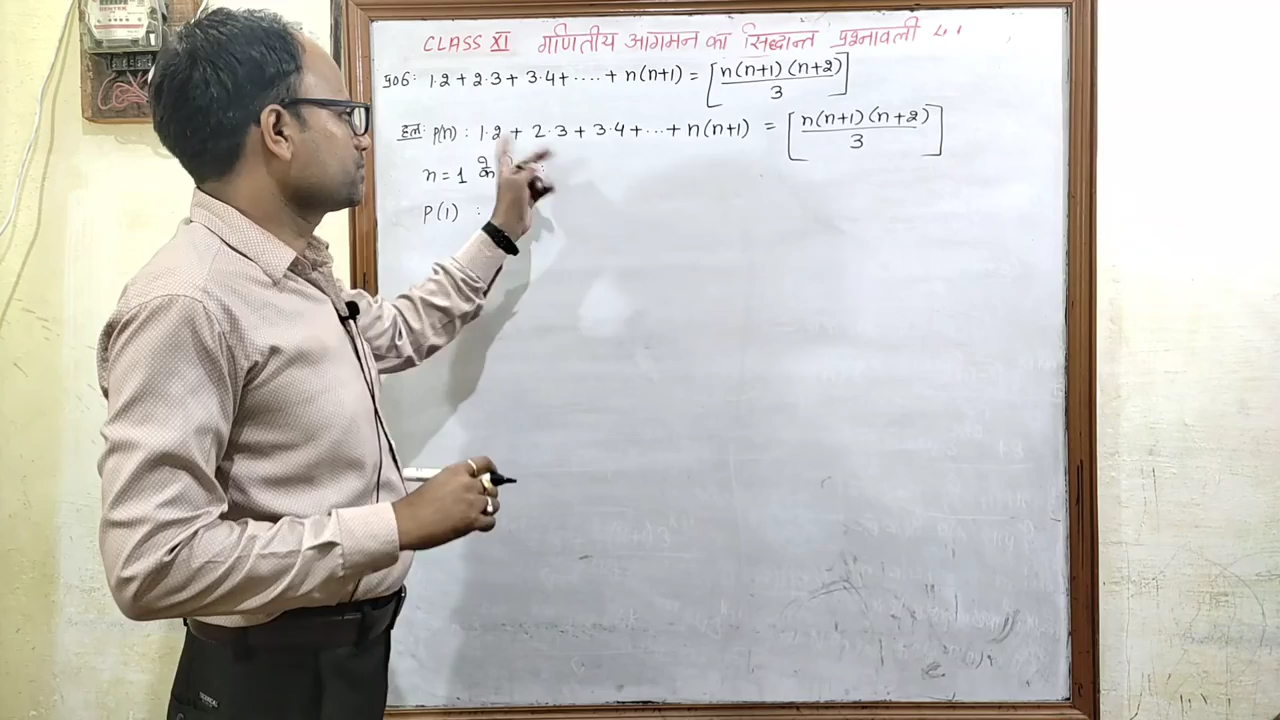 CLASS XI गणितीय आगमन का सिद्धान्त प्रश्नावली 4.1
प्र०6: 1·2 + 2·3 + 3·4 + ···· + n(n+1) = [n(n+1)(n+2)/3]
हल: P(n) : 1·2 + 2·3 + 3·4 + ··· + n(n+1) = [n(n+1)(n+2)/3]
n = 1
P(1) :